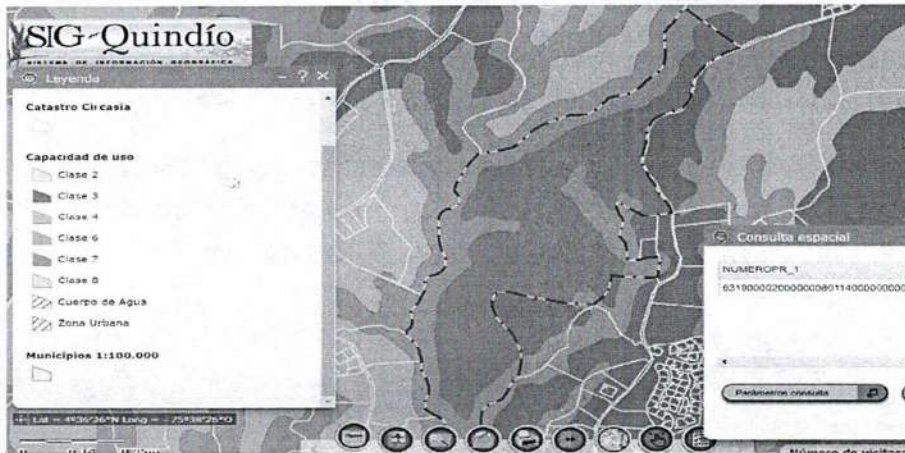 SIG-Quindío
SISTEMA DE INFORMACIÓN GEOGRÁFICA
Leyenda
Catastro Circasia
Capacidad de uso
Clase 2
Clase 3
Clase 4
Clase 6
Clase 7
Clase 8
Cuerpo de Agua
Zona Urbana
Municipios 1:100.000
Consulta espacial
NUMEROPR_1
Parámetros consulta
Número de visitas